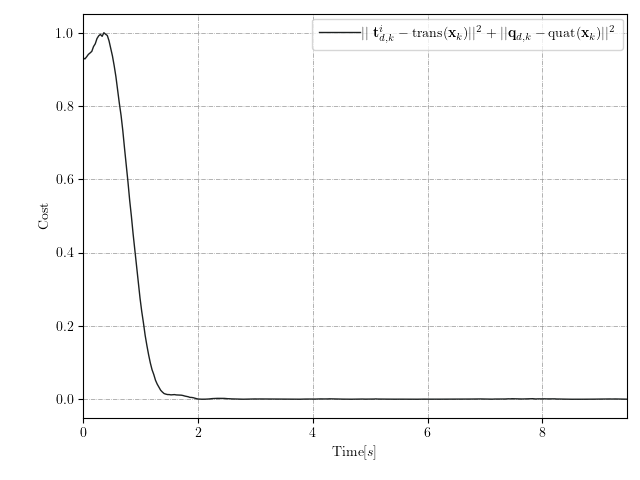 || t^i_{d,k} − trans(x_k)||^2 + ||q_{d,k} − quat(x_k)||^2
1.0
0.8
0.6
0.4
0.2
0.0
Cost
0 2 4 6 8
Time[s]